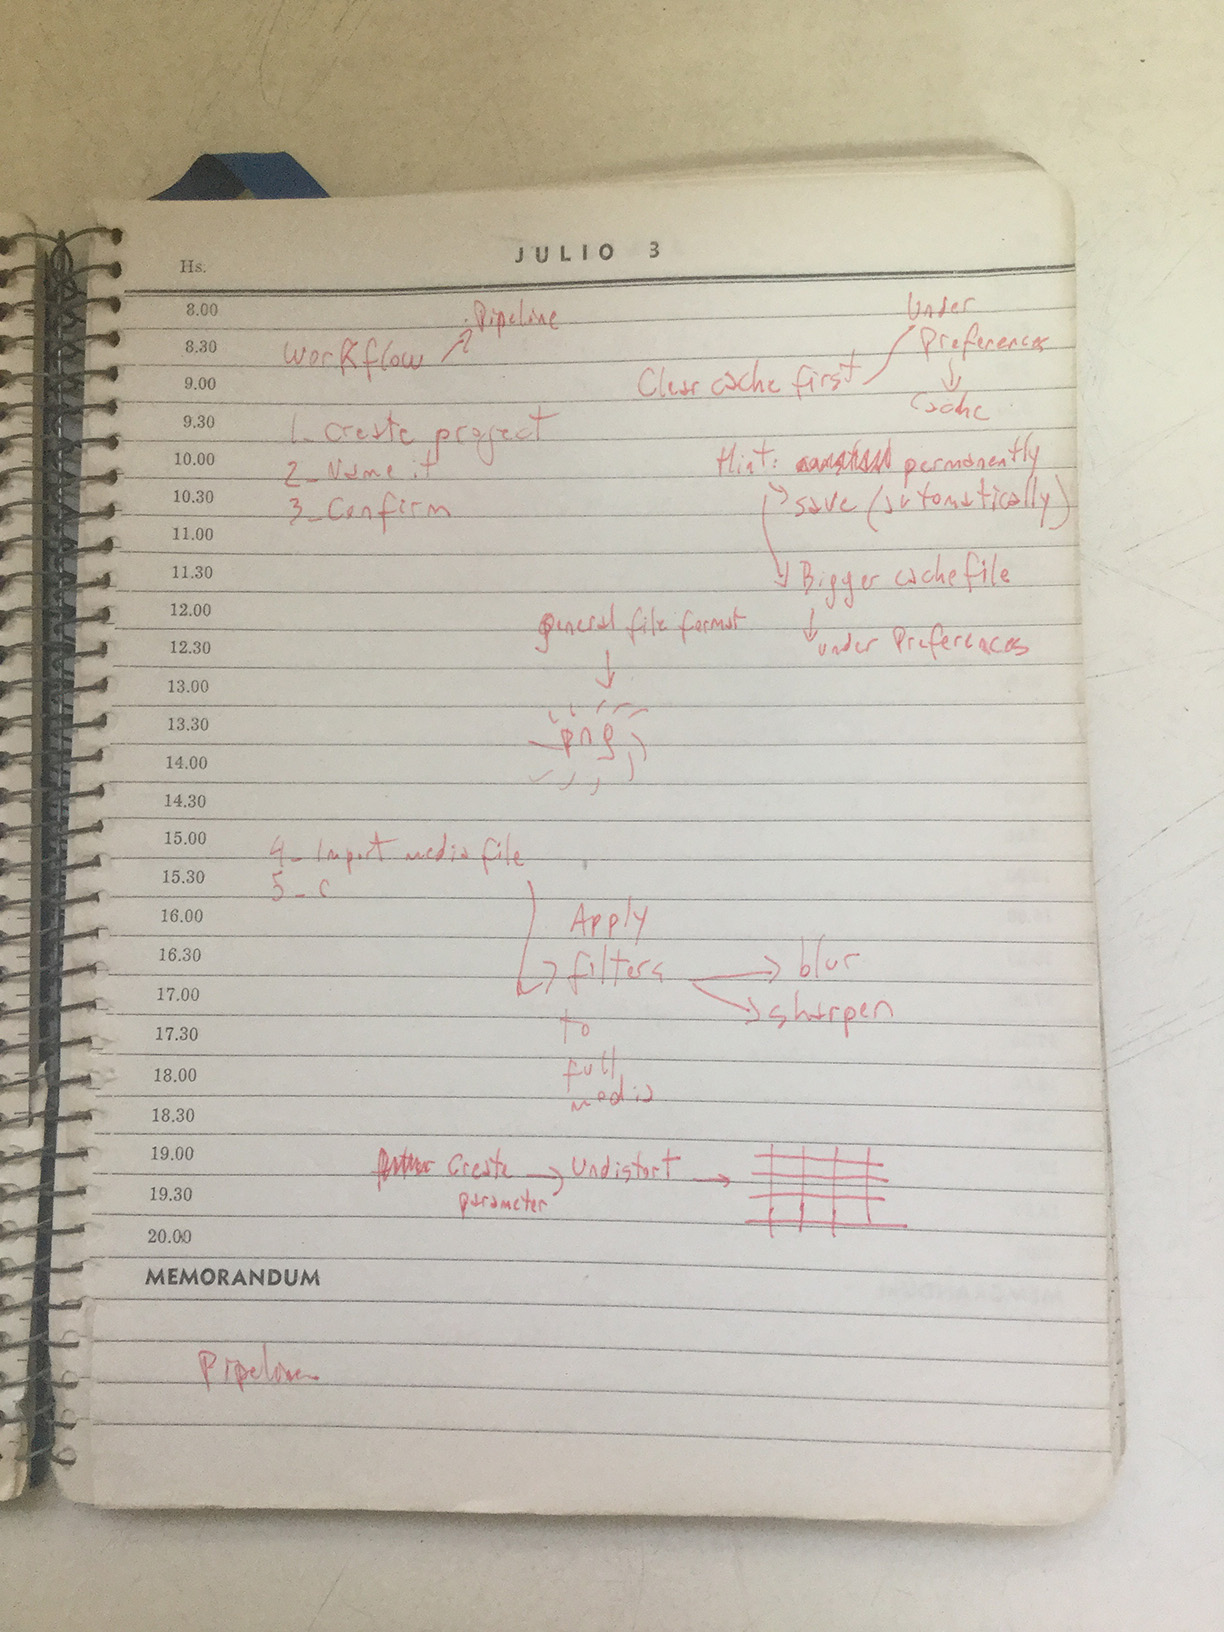 JULIO 3
Hs.
8.00
8.30
9.00
9.30
10.00
10.30
11.00
11.30
12.00
12.30
13.00
13.30
14.00
14.30
15.00
15.30
16.00
16.30
17.00
17.30
18.00
18.30
19.00
19.30
20.00
Pipeline
Workflow
Under
Preferences
Cache
Clear cache first
1_ Create project
2_ Name it
3_ Confirm
Hint: permanently
save (automatically)
Bigger cache file
under Preferences
general file format
png
4_ Import media file
5_ C
Apply
filters
blur
sharpen
to
full
media
Create
parameter
Undistort
MEMORANDUM
Pipeline